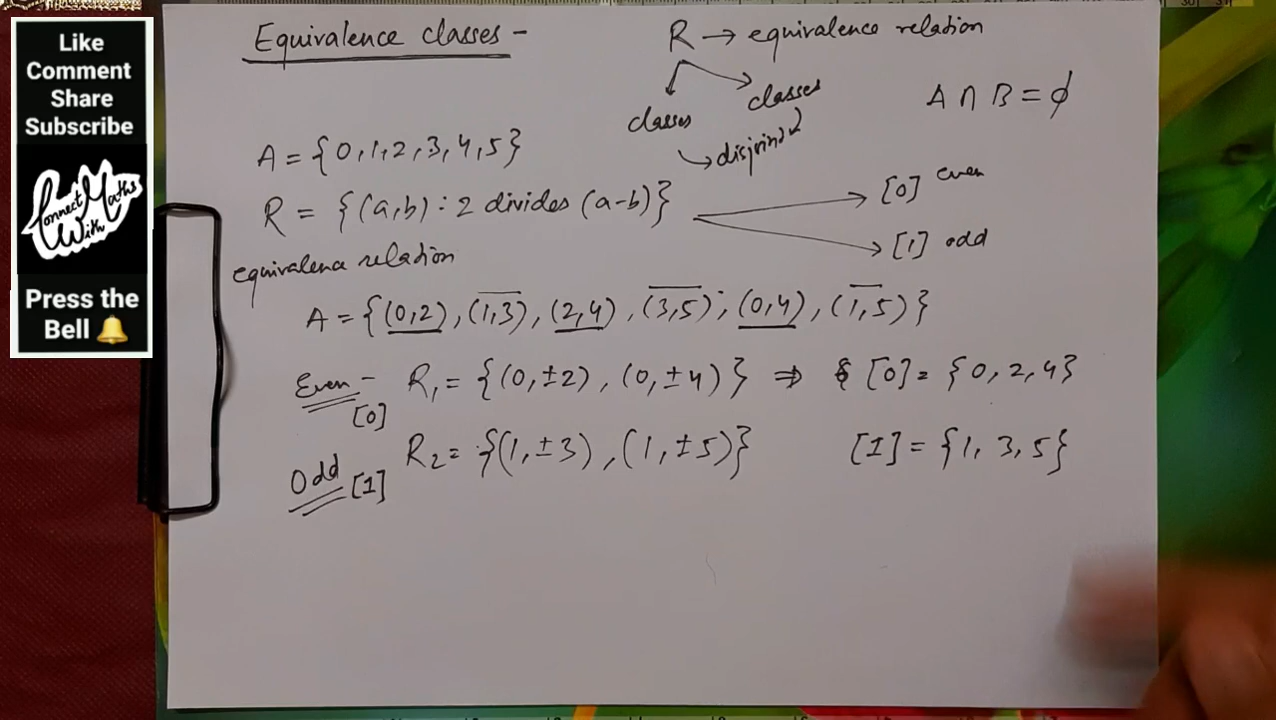 Like
Comment
Share
Subscribe
Connect Maths
With
Press the
Bell 🔔
Equivalence classes -
R → equivalence relation
classes classes
→ disjoint
A ∩ B = ϕ
A = {0,1,2,3,4,5}
R = {(a,b) : 2 divides (a-b)}
[0] even
[1] odd
equivalence relation
A = {(0,2), (1,3), (2,4), (3,5), (0,4), (1,5)}
Even - R₁ = {(0,±2), (0,±4)} ⇒ [0] = {0, 2, 4}
[0]
Odd [1] R₂ = {(1,±3), (1,±5)} [1] = {1, 3, 5}